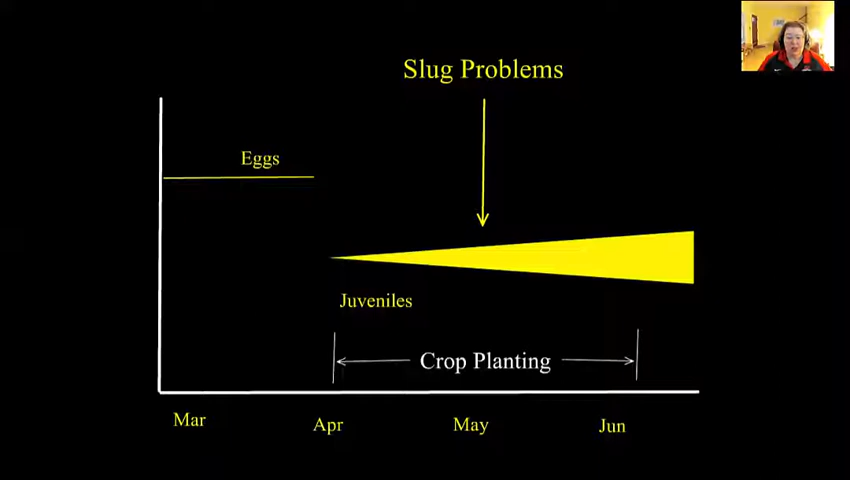 Slug Problems
Eggs
Juveniles
Crop Planting
Mar
Apr
May
Jun